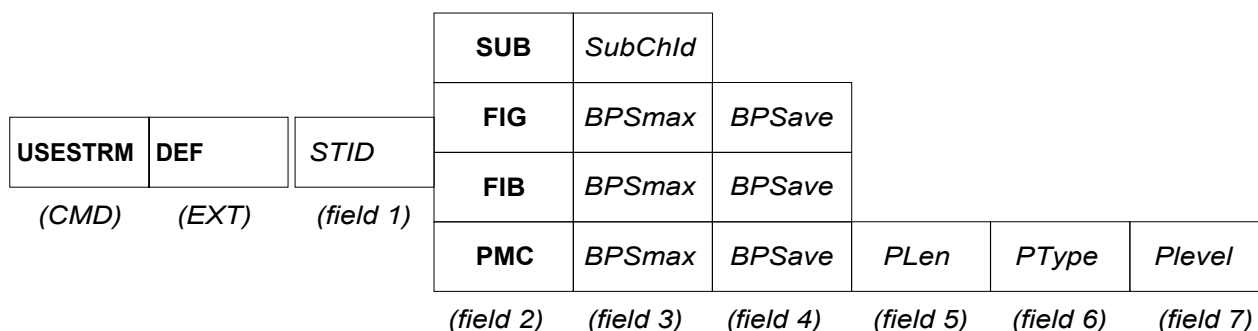 SUB SubChId
FIG BPSmax BPSave
USESTRM DEF STID
FIB BPSmax BPSave
(CMD) (EXT) (field 1)
PMC BPSmax BPSave PLen PType Plevel
(field 2) (field 3) (field 4) (field 5) (field 6) (field 7)